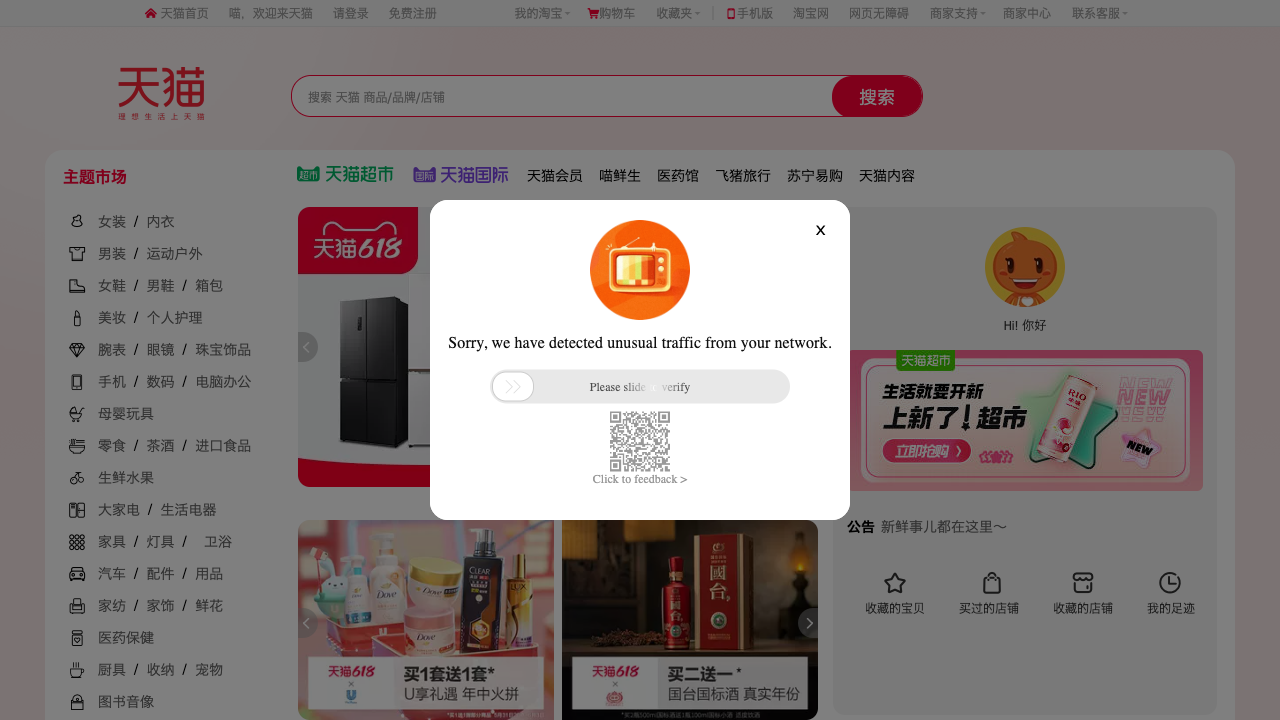 天猫首页 喵，欢迎来天猫 请登录 免费注册 我的淘宝 购物车 收藏夹 手机版 淘宝网 网页无障碍 商家支持 商家中心 联系客服
天猫
理想生活上天猫
搜索 天猫 商品/品牌/店铺
搜索
主题市场
超市 天猫超市 国际 天猫国际 天猫会员 喵鲜生 医药馆 飞猪旅行 苏宁易购 天猫内容
女装 / 内衣
男装 / 运动户外
女鞋 / 男鞋 / 箱包
美妆 / 个人护理
腕表 / 眼镜 / 珠宝饰品
手机 / 数码 / 电脑办公
母婴玩具
零食 / 茶酒 / 进口食品
生鲜水果
大家电 / 生活电器
家具 / 灯具 / 卫浴
汽车 / 配件 / 用品
家纺 / 家饰 / 鲜花
医药保健
厨具 / 收纳 / 宠物
图书音像
天猫618
x
Sorry, we have detected unusual traffic from your network.
Please slide to verify
Click to feedback >
Hi! 你好
天猫超市
生活就要开新
上新了！超市
立即抢购 》
RIO
NEW
NEW
NEW
公告 新鲜事儿都在这里～
收藏的宝贝 买过的店铺 收藏的店铺 我的足迹
CLEAR
Dove
Dove
Dove
LUX
天猫618
×
买1套送1套*
U享礼遇 年中火拼
國台
国台
天猫618
×
买二送一*
国台国标酒 真实年份